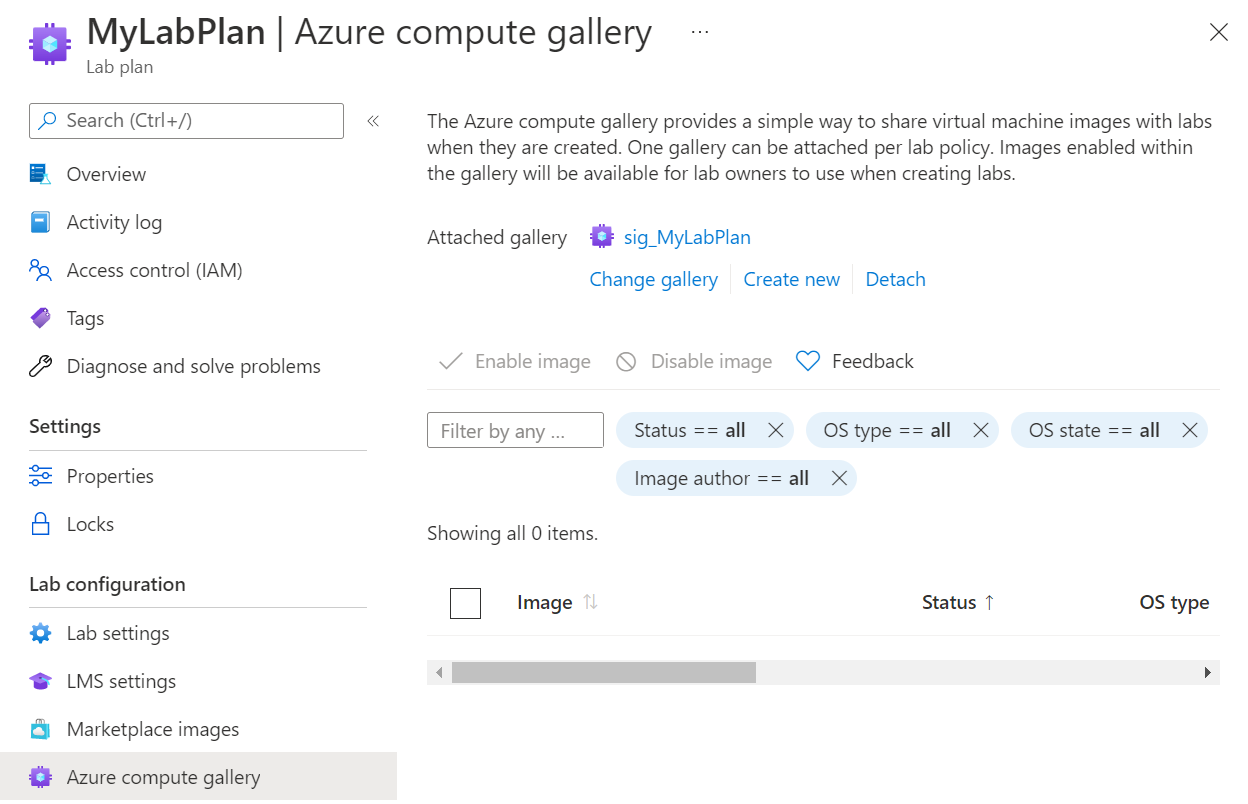 MyLabPlan | Azure compute gallery ...
Lab plan
Search (Ctrl+/)
Overview
Activity log
Access control (IAM)
Tags
Diagnose and solve problems
Settings
Properties
Locks
Lab configuration
Lab settings
LMS settings
Marketplace images
Azure compute gallery
The Azure compute gallery provides a simple way to share virtual machine images with labs
when they are created. One gallery can be attached per lab policy. Images enabled within
the gallery will be available for lab owners to use when creating labs.
Attached gallery sig_MyLabPlan
Change gallery Create new Detach
Enable image Disable image Feedback
Filter by any ... Status == all OS type == all OS state == all
Image author == all
Showing all 0 items.
Image Status OS type